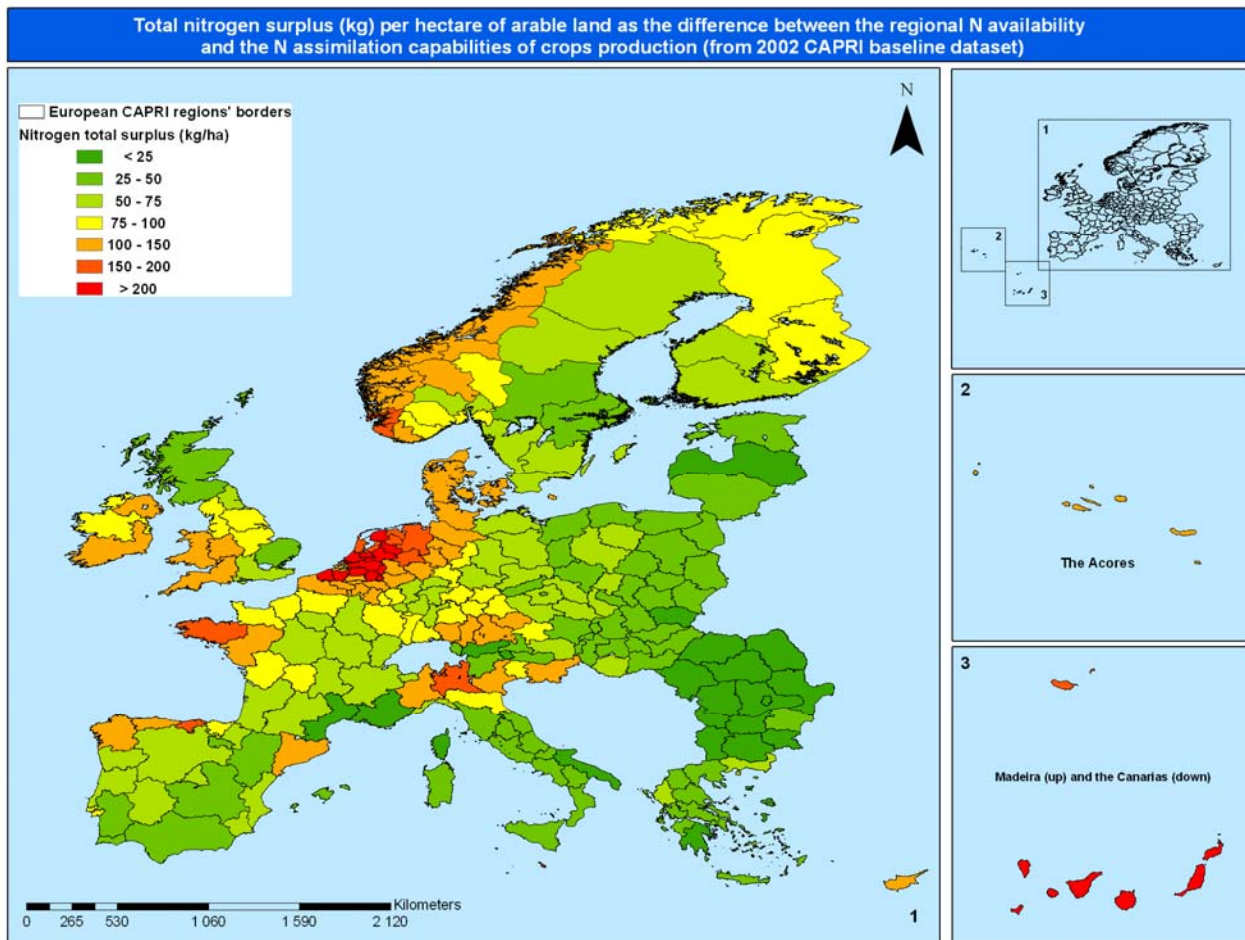 Total nitrogen surplus (kg) per hectare of arable land as the difference between the regional N availability
and the N assimilation capabilities of crops production (from 2002 CAPRI baseline dataset)
European CAPRI regions' borders
Nitrogen total surplus (kg/ha)
< 25
25 - 50
50 - 75
75 - 100
100 - 150
150 - 200
> 200
N
Kilometers
0 265 530 1 060 1 590 2 120
1
1
2
3
2
The Acores
3
Madeira (up) and the Canarias (down)